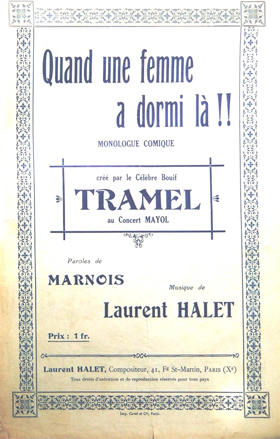 Quand une femme
a dormi là !!
MONOLOGUE COMIQUE
créé par le Célèbre Bouif
TRAMEL
au Concert MAYOL
Paroles de
MARNOIS
Musique de
Laurent HALET
Prix : 1 fr.
Laurent HALET, Compositeur, 41, Fg St-Martin, PARIS (Xe)
Tous droits d'exécution et de reproduction réservés pour tous pays